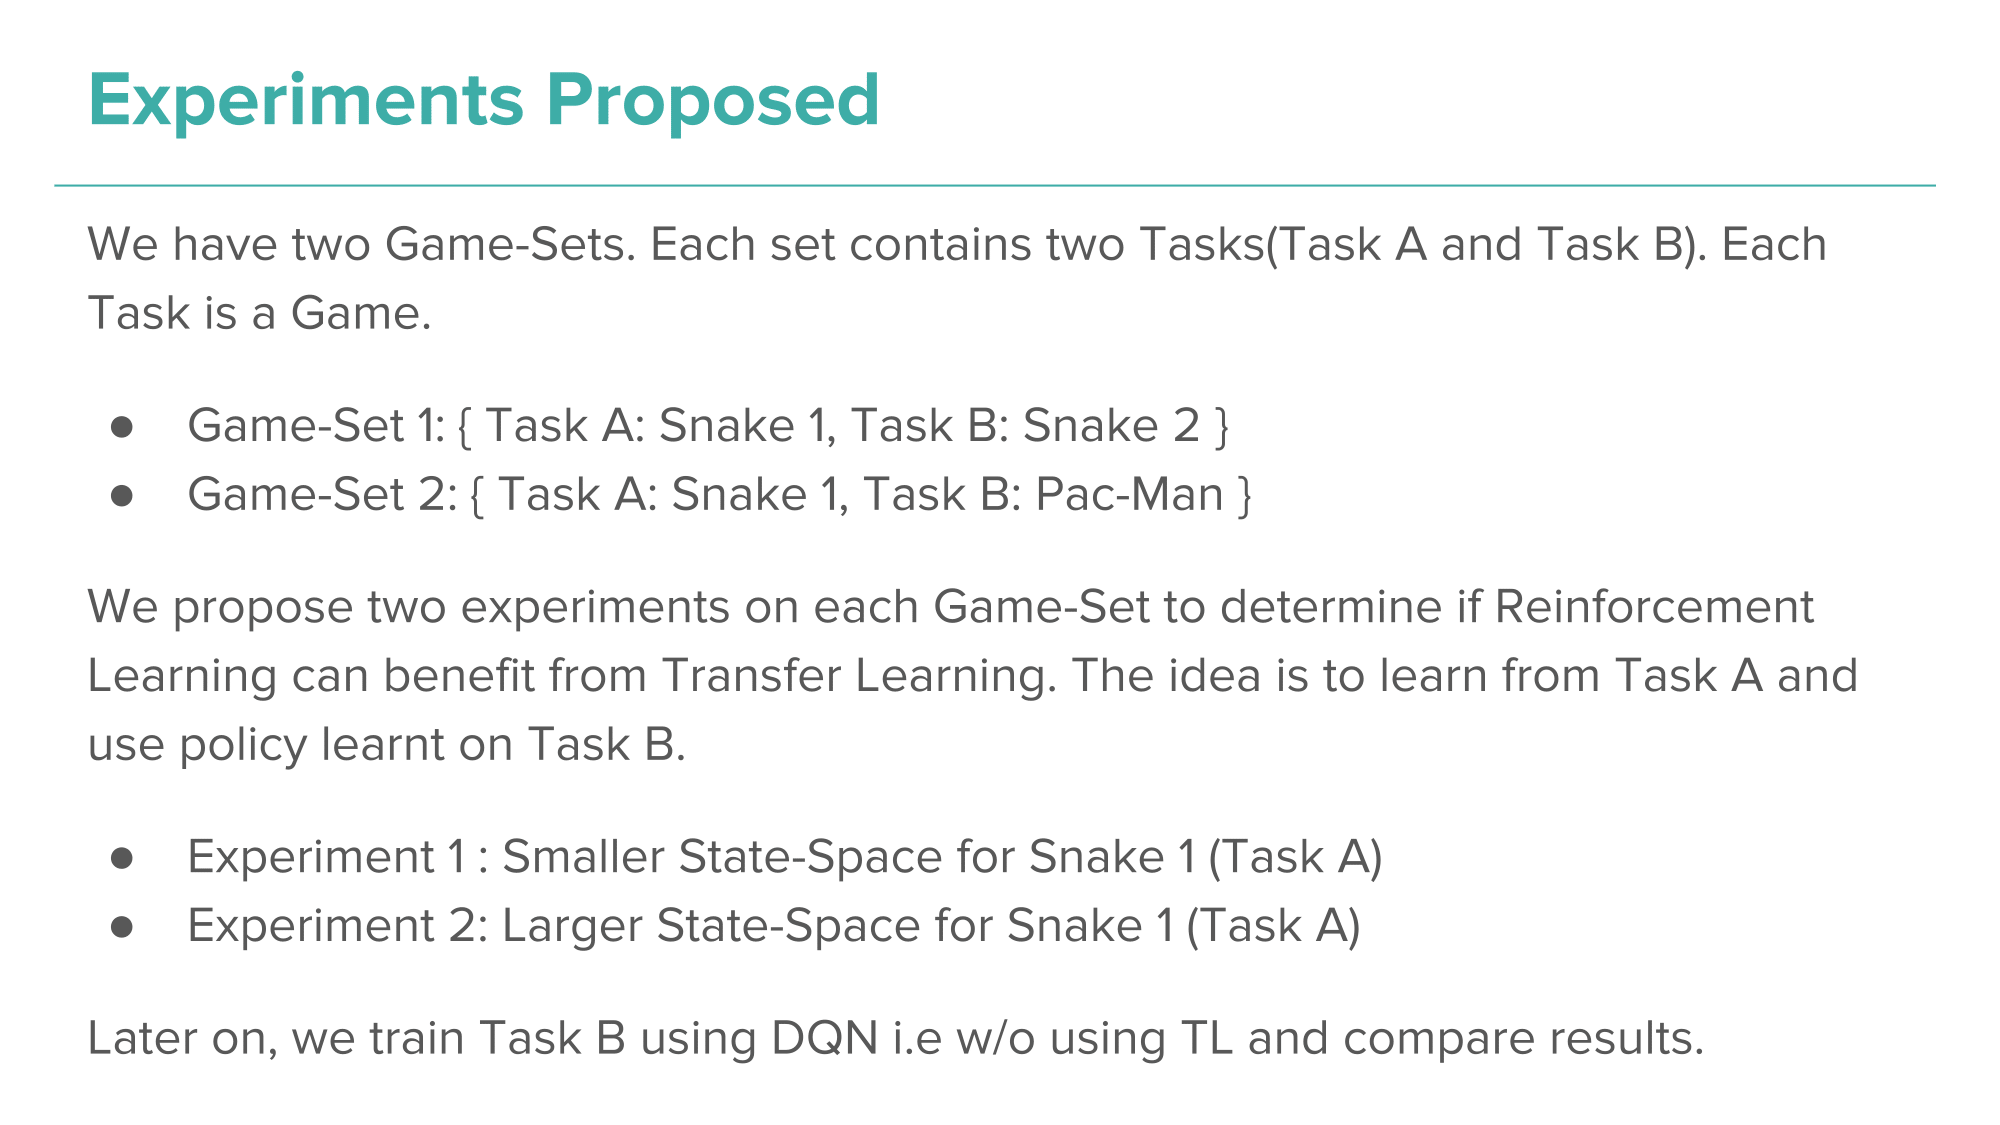 Experiments Proposed
We have two Game-Sets. Each set contains two Tasks(Task A and Task B). Each
Task is a Game.
● Game-Set 1: { Task A: Snake 1, Task B: Snake 2 }
● Game-Set 2: { Task A: Snake 1, Task B: Pac-Man }
We propose two experiments on each Game-Set to determine if Reinforcement
Learning can benefit from Transfer Learning. The idea is to learn from Task A and
use policy learnt on Task B.
● Experiment 1 : Smaller State-Space for Snake 1 (Task A)
● Experiment 2: Larger State-Space for Snake 1 (Task A)
Later on, we train Task B using DQN i.e w/o using TL and compare results.